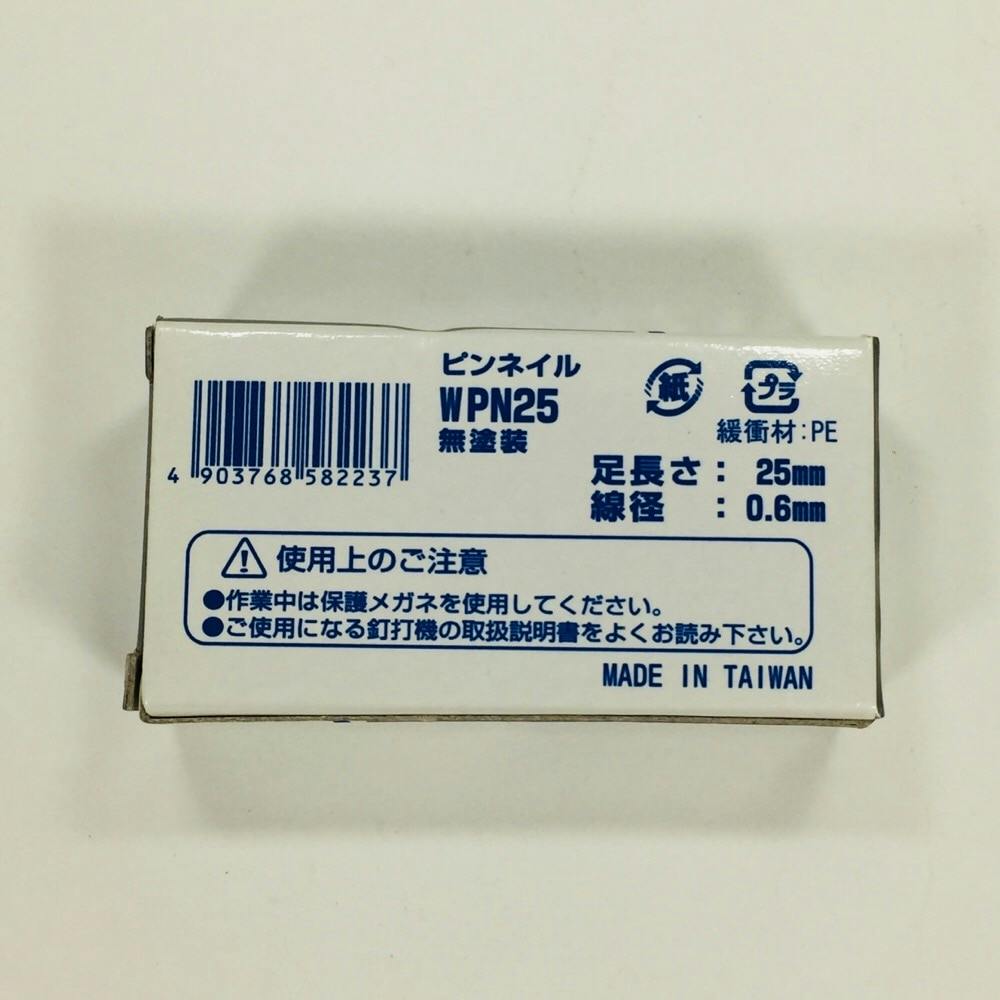 ピンネイル
WPN25
無塗装
4 903768 582237
紙
プラ
緩衝材:PE
足長さ: 25mm
線径 : 0.6mm
使用上のご注意
●作業中は保護メガネを使用してください。
●ご使用になる釘打機の取扱説明書をよくお読み下さい。
MADE IN TAIWAN